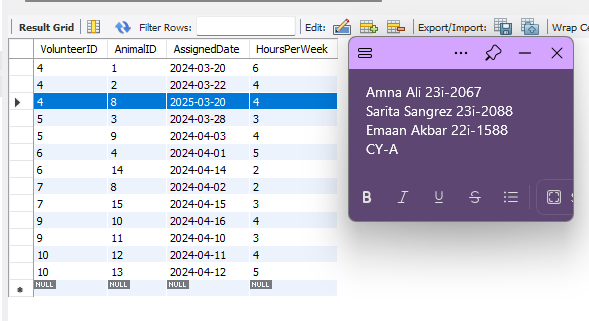 Result Grid Filter Rows: Edit: Export/Import: Wrap Ce
VolunteerID AnimalID AssignedDate HoursPerWeek
4 1 2024-03-20 6
4 2 2024-03-22 4
4 8 2025-03-20 4
5 3 2024-03-28 3
5 9 2024-04-03 4
6 4 2024-04-01 5
6 14 2024-04-14 2
7 8 2024-04-02 2
7 15 2024-04-15 3
9 10 2024-04-16 4
9 11 2024-04-10 3
10 12 2024-04-11 4
10 13 2024-04-12 5
NULL NULL NULL NULL
Amna Ali 23i-2067
Sarita Sangrez 23i-2088
Emaan Akbar 22i-1588
CY-A
B I U S